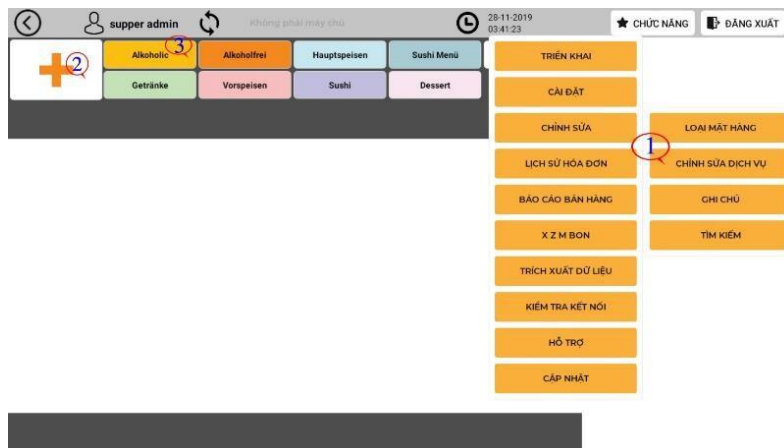 supper admin
Không phải máy chủ
28-11-2019
03:41:23
CHỨC NĂNG
ĐĂNG XUẤT
Alkoholic
3
Alkoholfrei
Hauptspeisen
Sushi Menü
2
Getränke
Vorspeisen
Sushi
Dessert
TRIỂN KHAI
CÀI ĐẶT
CHỈNH SỬA
LOẠI MẶT HÀNG
1
LỊCH SỬ HÓA ĐƠN
CHỈNH SỬA DỊCH VỤ
BÁO CÁO BÁN HÀNG
GHI CHÚ
X Z M BON
TÌM KIẾM
TRÍCH XUẤT DỮ LIỆU
KIỂM TRA KẾT NỐI
HỖ TRỢ
CẬP NHẬT